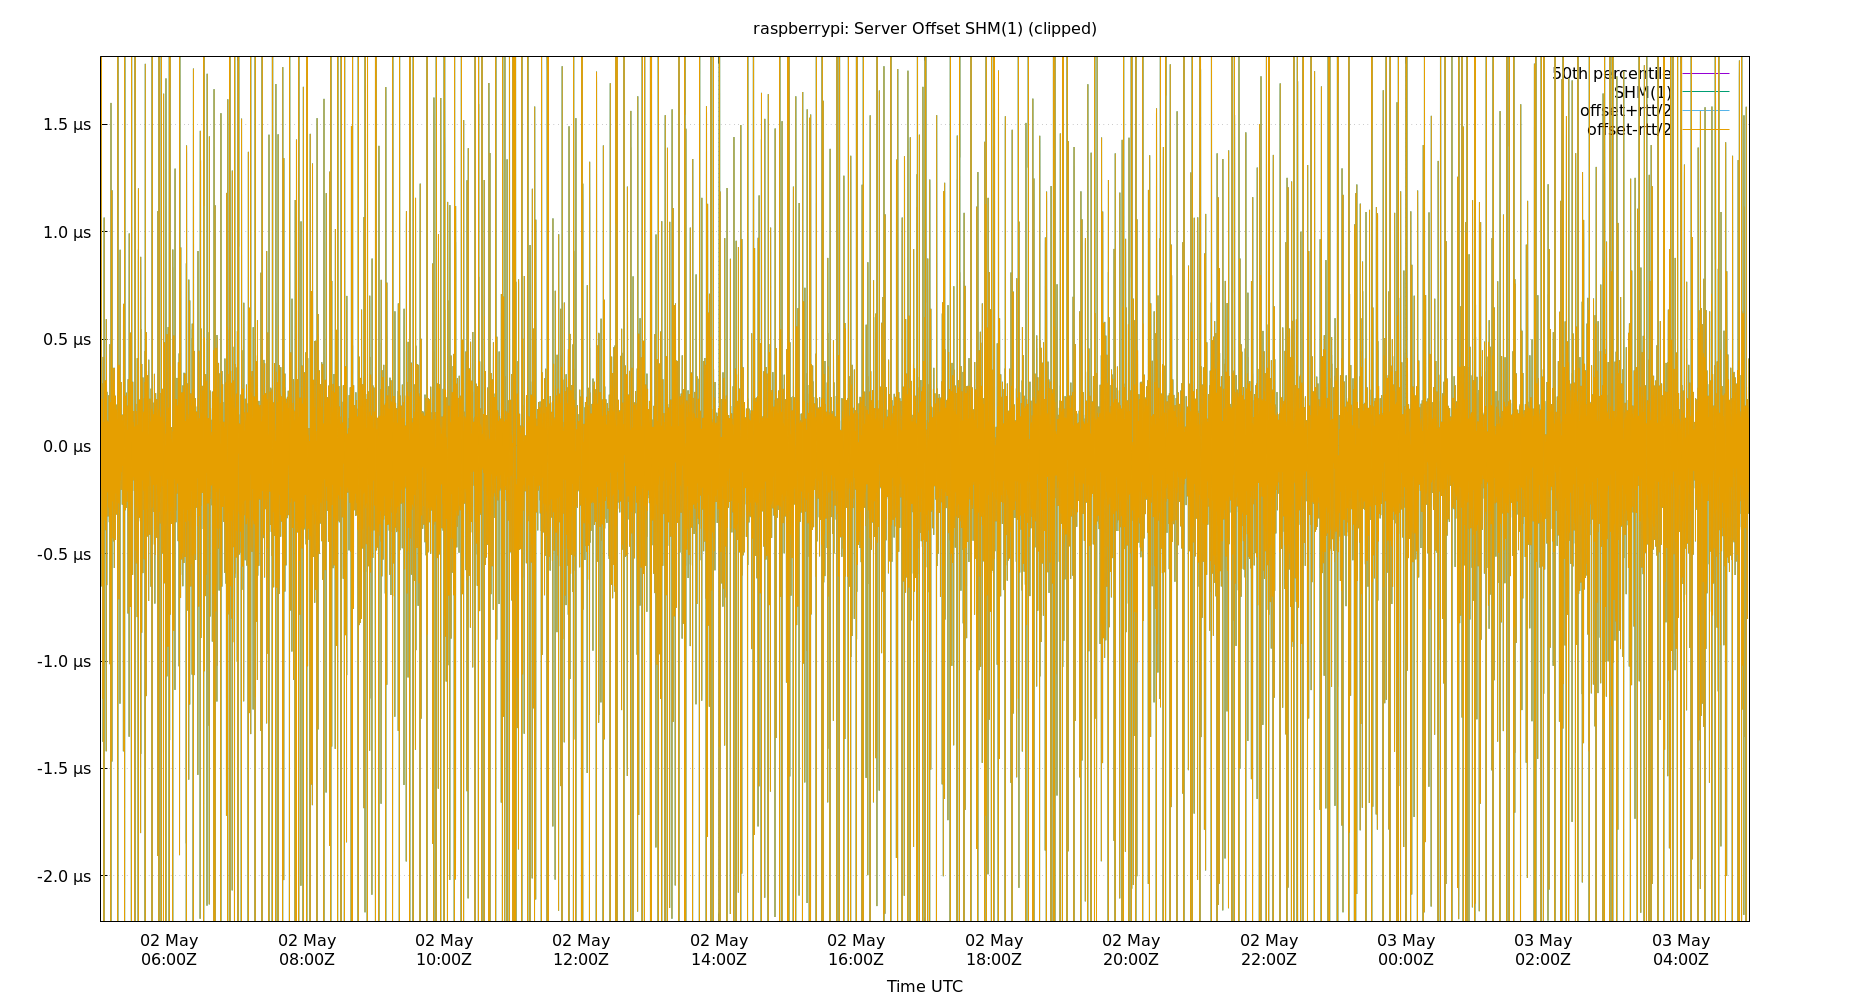 raspberrypi: Server Offset SHM(1) (clipped)
50th percentile
SHM(1)
offset+rtt/2
offset-rtt/2
1.5 µs
1.0 µs
0.5 µs
0.0 µs
-0.5 µs
-1.0 µs
-1.5 µs
-2.0 µs
02 May 02 May 02 May 02 May 02 May 02 May 02 May 02 May 02 May 03 May 03 May 03 May
06:00Z 08:00Z 10:00Z 12:00Z 14:00Z 16:00Z 18:00Z 20:00Z 22:00Z 00:00Z 02:00Z 04:00Z
Time UTC